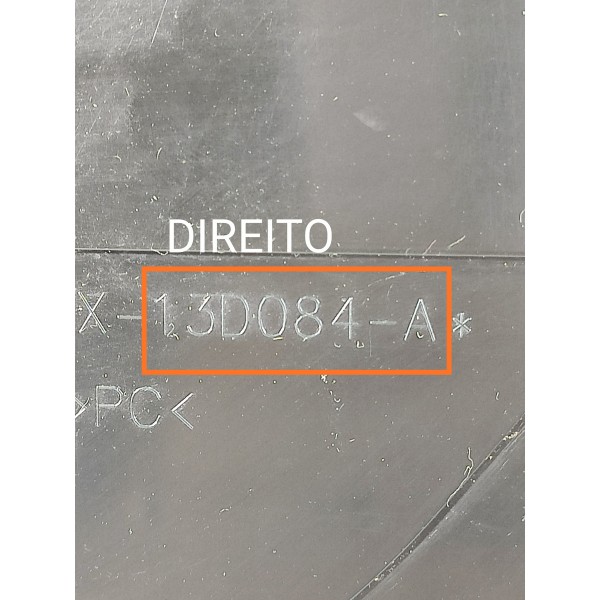 DIREITO
X-13D084-A*
>PC<